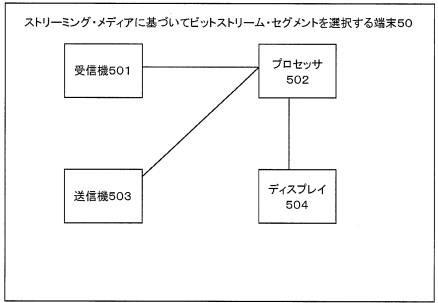 ストリーミング・メディアに基づいてビットストリーム・セグメントを選択する端末50
受信機501
プロセッサ
502
送信機503
ディスプレイ
504